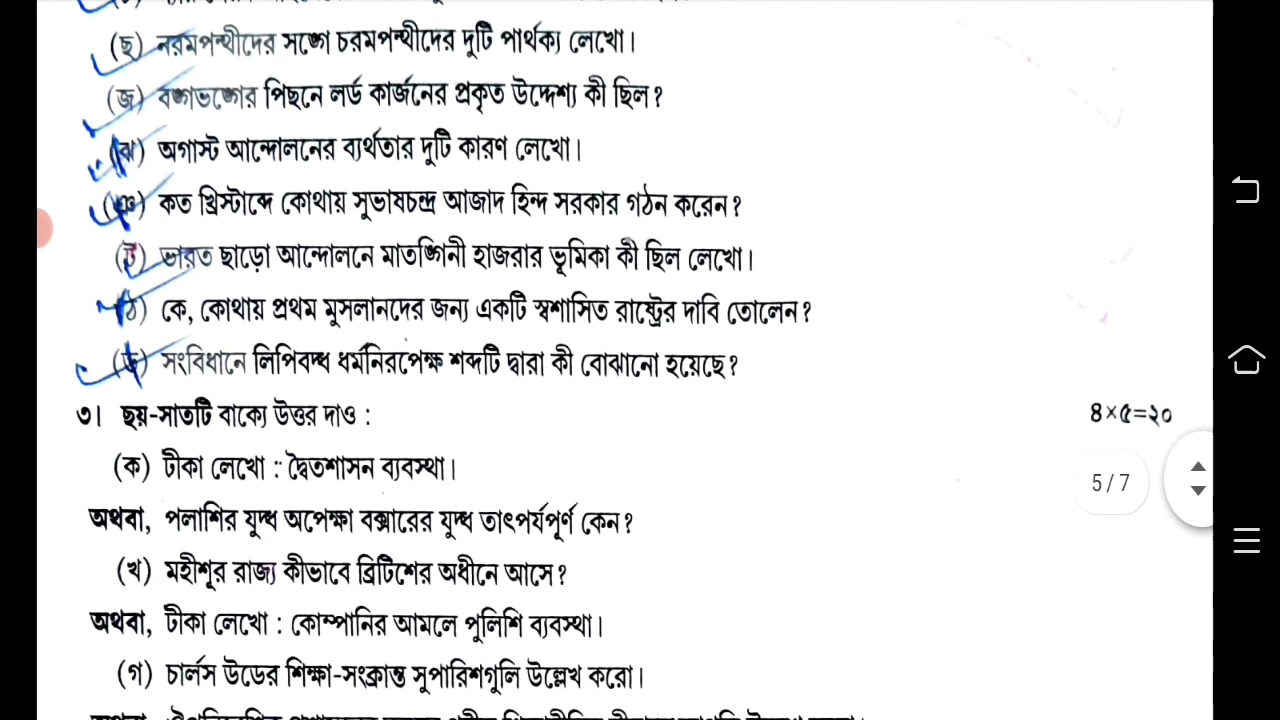 (ছ) নরমপন্থীদের সঙ্গে চরমপন্থীদের দুটি পার্থক্য লেখো।
(জ) বঙ্গভঙ্গের পিছনে লর্ড কার্জনের প্রকৃত উদ্দেশ্য কী ছিল?
(ঝ) অগাস্ট আন্দোলনের ব্যর্থতার দুটি কারণ লেখো।
(ঞ) কত খ্রিস্টাব্দে কোথায় সুভাষচন্দ্র আজাদ হিন্দ সরকার গঠন করেন?
(ট) ভারত ছাড়ো আন্দোলনে মাতঙ্গিনী হাজরার ভূমিকা কী ছিল লেখো।
(ঠ) কে, কোথায় প্রথম মুসলানদের জন্য একটি স্বশাসিত রাষ্ট্রের দাবি তোলেন?
(ড) সংবিধানে লিপিবদ্ধ ধর্মনিরপেক্ষ শব্দটি দ্বারা কী বোঝানো হয়েছে?
৩। ছয়-সাতটি বাক্যে উত্তর দাও : ৪×৫=২০
(ক) টীকা লেখো : দ্বৈতশাসন ব্যবস্থা।
5 / 7
অথবা, পলাশির যুদ্ধ অপেক্ষা বক্সারের যুদ্ধ তাৎপর্যপূর্ণ কেন?
(খ) মহীশূর রাজ্য কীভাবে ব্রিটিশের অধীনে আসে?
অথবা, টীকা লেখো : কোম্পানির আমলে পুলিশি ব্যবস্থা।
(গ) চার্লস উডের শিক্ষা-সংক্রান্ত সুপারিশগুলি উল্লেখ করো।